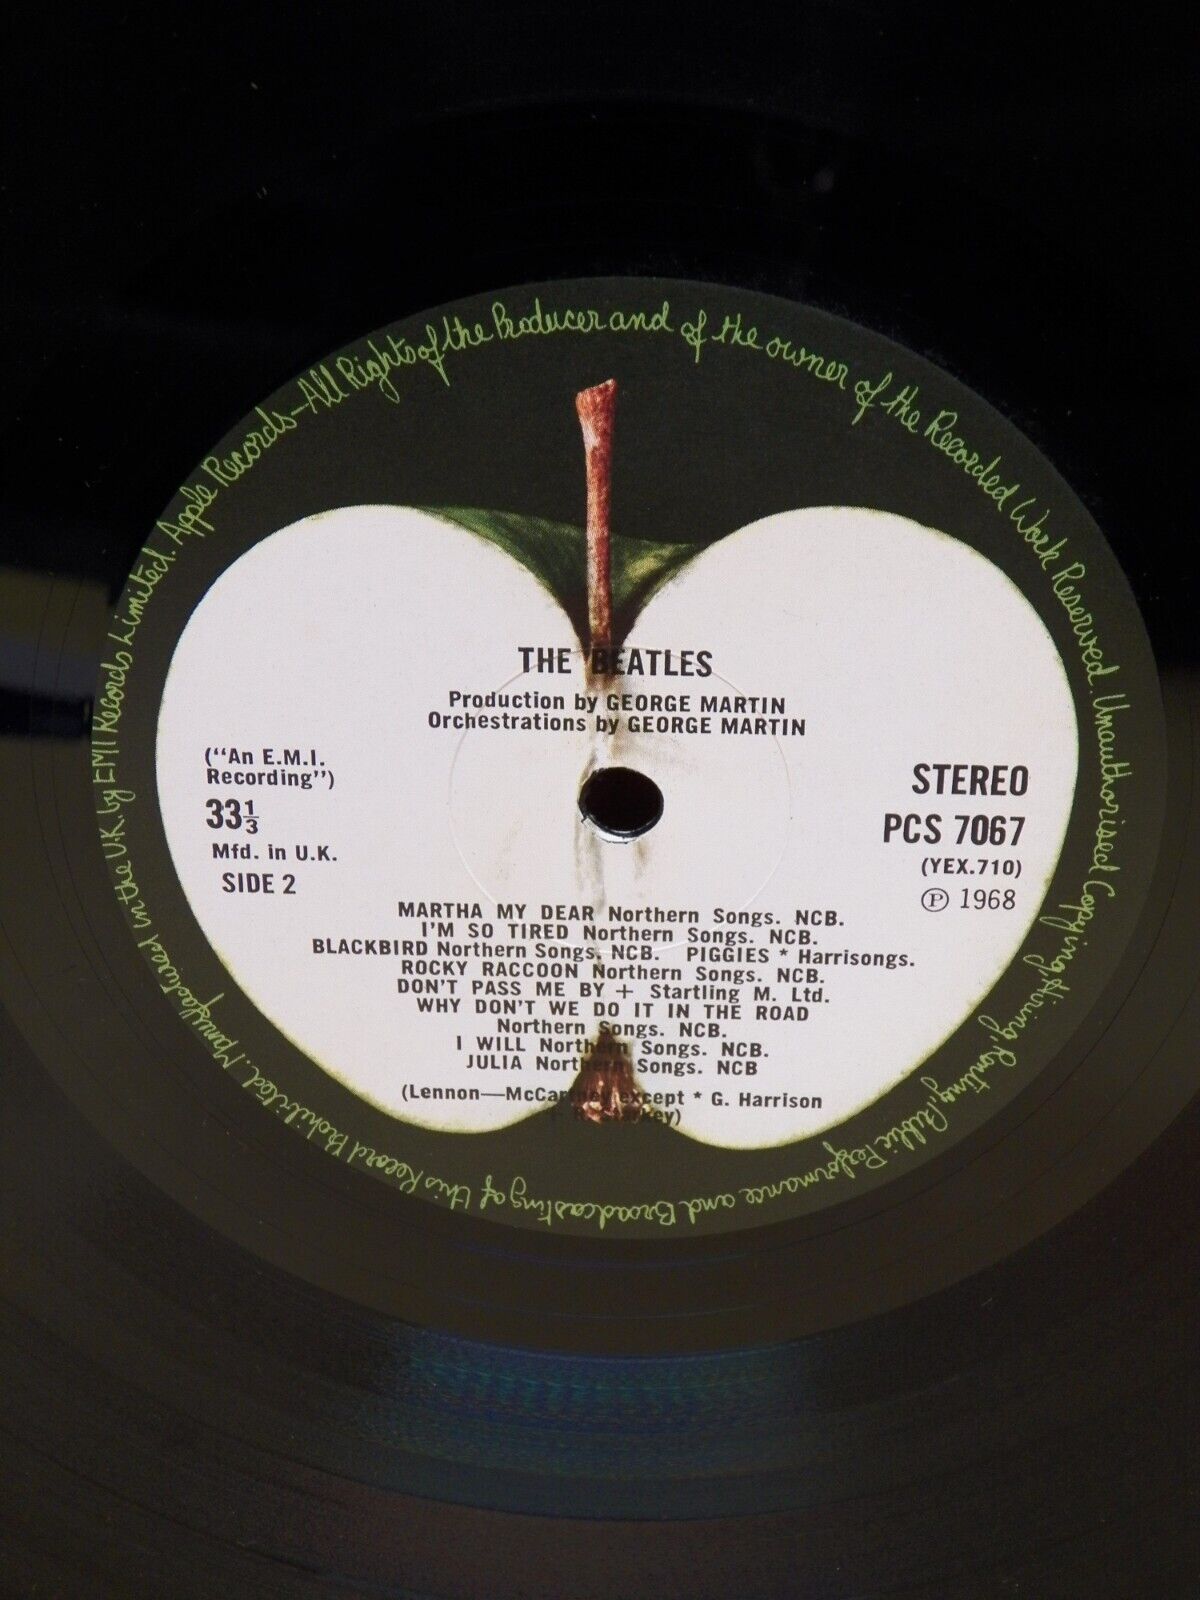 Manufactured in the U.K. by EMI Records Limited. Apple Records—All Rights of the Producer and of the owner of the Recorded Work Reserved. Unauthorised Copying, Hiring, Renting, Public Performance and Broadcasting of this Record Prohibited.
THE BEATLES
Production by GEORGE MARTIN
Orchestrations by GEORGE MARTIN
("An E.M.I.
Recording")
33⅓
Mfd. in U.K.
SIDE 2
STEREO
PCS 7067
(YEX.710)
℗ 1968
MARTHA MY DEAR Northern Songs. NCB.
I'M SO TIRED Northern Songs. NCB.
BLACKBIRD Northern Songs, NCB. PIGGIES * Harrisongs.
ROCKY RACCOON Northern Songs. NCB.
DON'T PASS ME BY + Startling M. Ltd.
WHY DON'T WE DO IT IN THE ROAD
Northern Songs. NCB.
I WILL Northern Songs. NCB.
JULIA Northern Songs. NCB
(Lennon—McCartney except * G. Harrison
+ R. Starkey)